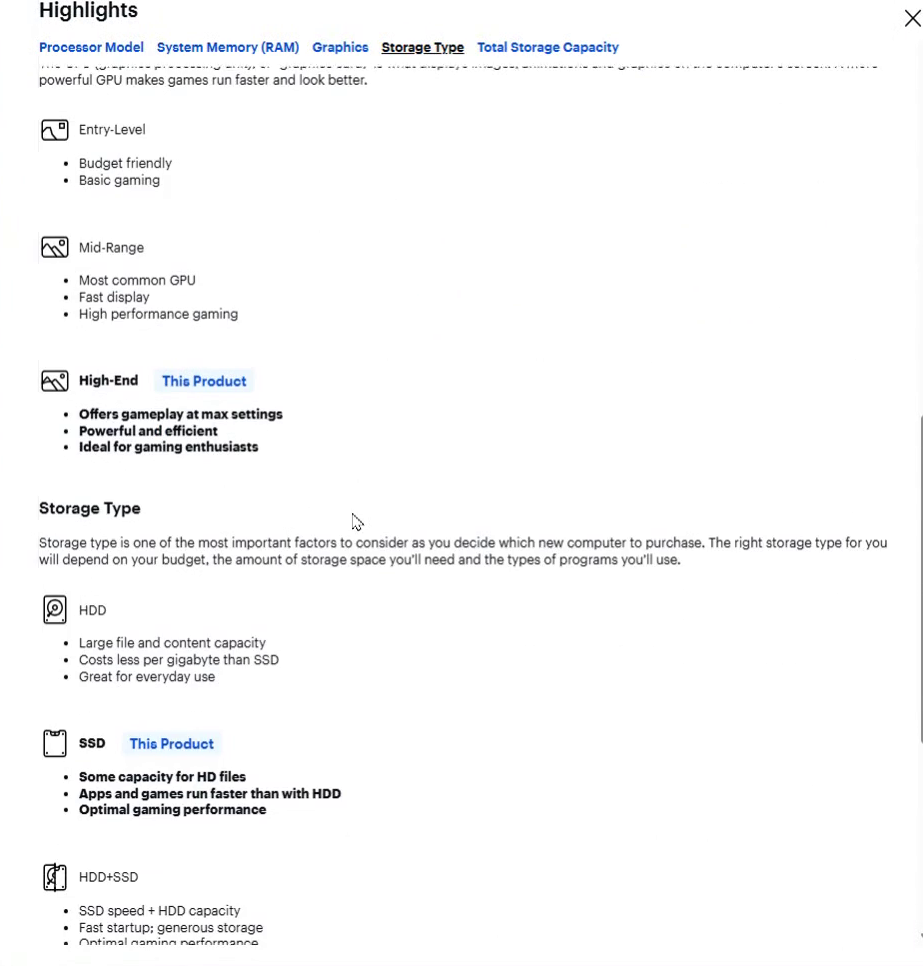 Highlights
Processor Model System Memory (RAM) Graphics Storage Type Total Storage Capacity
powerful GPU makes games run faster and look better.
Entry-Level
• Budget friendly
• Basic gaming
Mid-Range
• Most common GPU
• Fast display
• High performance gaming
High-End This Product
• Offers gameplay at max settings
• Powerful and efficient
• Ideal for gaming enthusiasts
Storage Type
Storage type is one of the most important factors to consider as you decide which new computer to purchase. The right storage type for you
will depend on your budget, the amount of storage space you'll need and the types of programs you'll use.
HDD
• Large file and content capacity
• Costs less per gigabyte than SSD
• Great for everyday use
SSD This Product
• Some capacity for HD files
• Apps and games run faster than with HDD
• Optimal gaming performance
HDD+SSD
• SSD speed + HDD capacity
• Fast startup; generous storage
• Optimal gaming performance